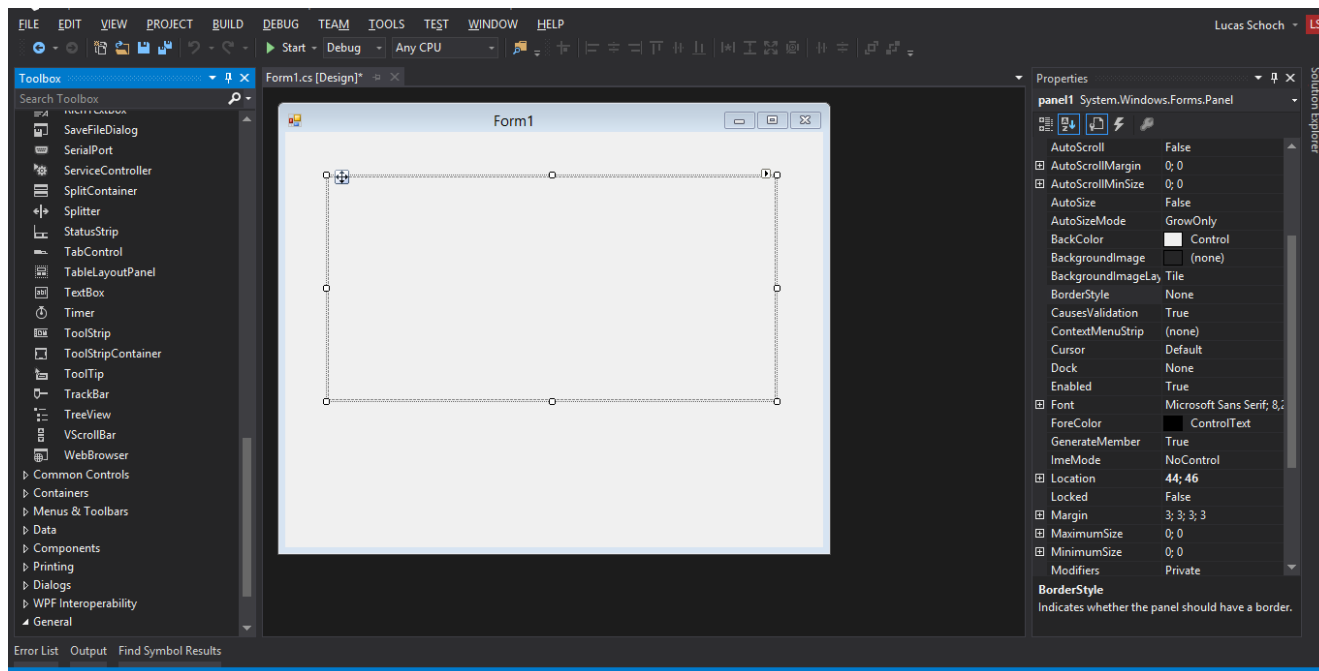 FILE EDIT VIEW PROJECT BUILD DEBUG TEAM TOOLS TEST WINDOW HELP
Lucas Schoch
LS
Start
Debug
Any CPU
Toolbox
Search Toolbox
RichTextBox
SaveFileDialog
SerialPort
ServiceController
SplitContainer
Splitter
StatusStrip
TabControl
TableLayoutPanel
TextBox
Timer
ToolStrip
ToolStripContainer
ToolTip
TrackBar
TreeView
VScrollBar
WebBrowser
Common Controls
Containers
Menus & Toolbars
Data
Components
Printing
Dialogs
WPF Interoperability
General
Form1.cs [Design]*
Form1
Properties
panel1 System.Windows.Forms.Panel
AutoScroll False
AutoScrollMargin 0; 0
AutoScrollMinSize 0; 0
AutoSize False
AutoSizeMode GrowOnly
BackColor Control
BackgroundImage (none)
BackgroundImageLay Tile
BorderStyle None
CausesValidation True
ContextMenuStrip (none)
Cursor Default
Dock None
Enabled True
Font Microsoft Sans Serif; 8,2
ForeColor ControlText
GenerateMember True
ImeMode NoControl
Location 44; 46
Locked False
Margin 3; 3; 3; 3
MaximumSize 0; 0
MinimumSize 0; 0
Modifiers Private
BorderStyle
Indicates whether the panel should have a border.
Solution Explorer
Error List Output Find Symbol Results